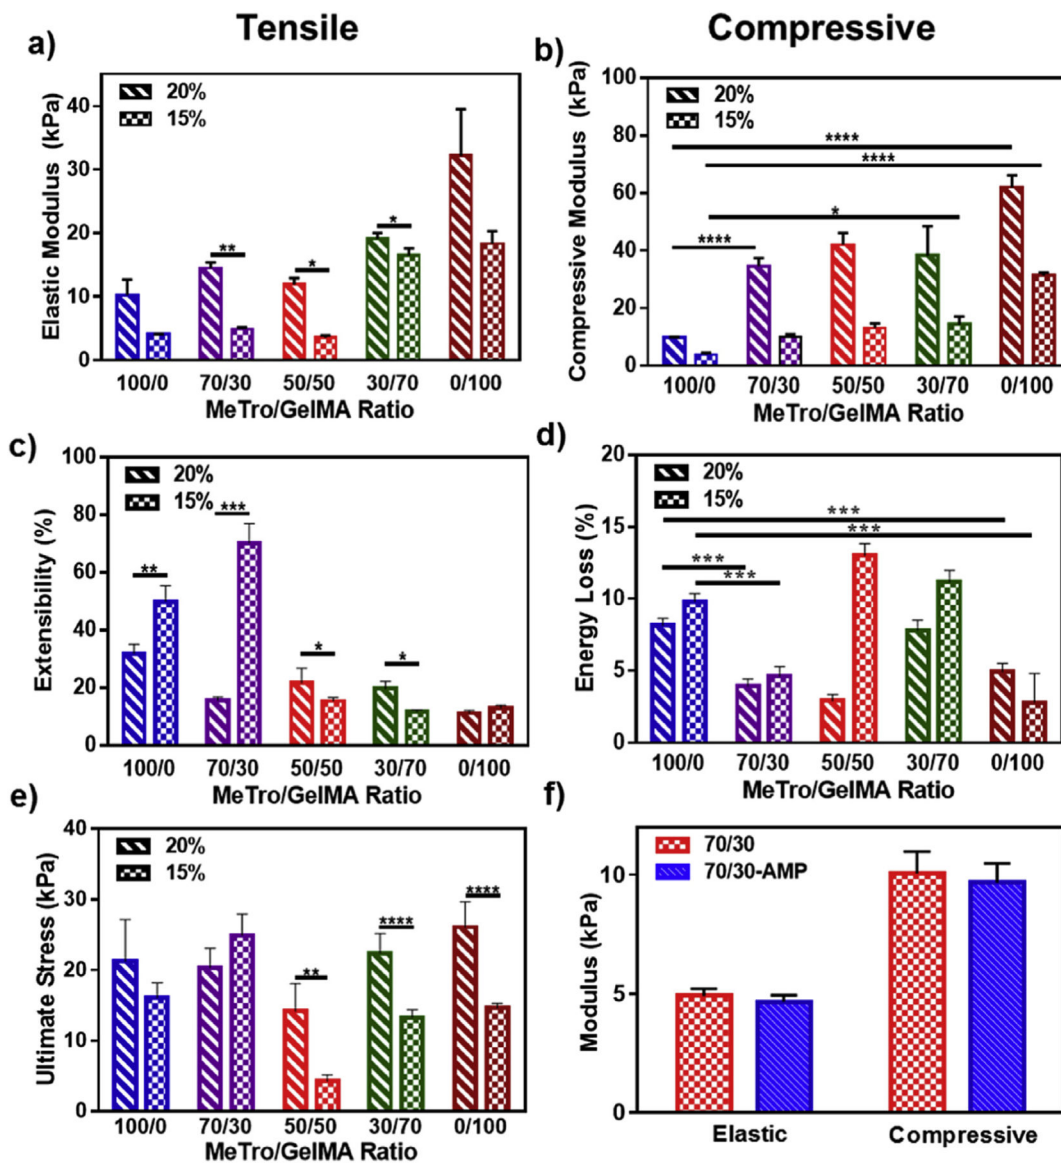 Tensile
Compressive
a)
Elastic Modulus (kPa)
40
30
20
10
0
20%
15%
**
*
*
100/0 70/30 50/50 30/70 0/100
MeTro/GelMA Ratio
b)
Compressive Modulus (kPa)
100
80
60
40
20
0
20%
15%
****
****
*
****
100/0 70/30 50/50 30/70 0/100
MeTro/GelMA Ratio
c)
Extensibility (%)
100
80
60
40
20
0
20%
15%
**
***
*
*
100/0 70/30 50/50 30/70 0/100
MeTro/GelMA Ratio
d)
Energy Loss (%)
20
15
10
5
0
20%
15%
***
***
***
***
100/0 70/30 50/50 30/70 0/100
MeTro/GelMA Ratio
e)
Ultimate Stress (kPa)
40
30
20
10
0
20%
15%
**
****
****
100/0 70/30 50/50 30/70 0/100
MeTro/GelMA Ratio
f)
Modulus (kPa)
10
5
0
70/30
70/30-AMP
Elastic Compressive